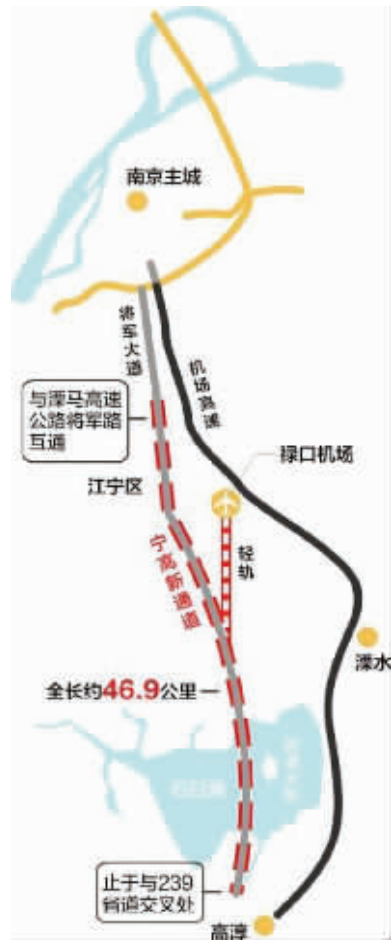 南京主城
将军大道
机场高速
与溧马高速
公路将军路
互通
禄口机场
江宁区
轻轨
宁高新通道
溧水
全长约46.9公里
止于与239
省道交叉处
高淳